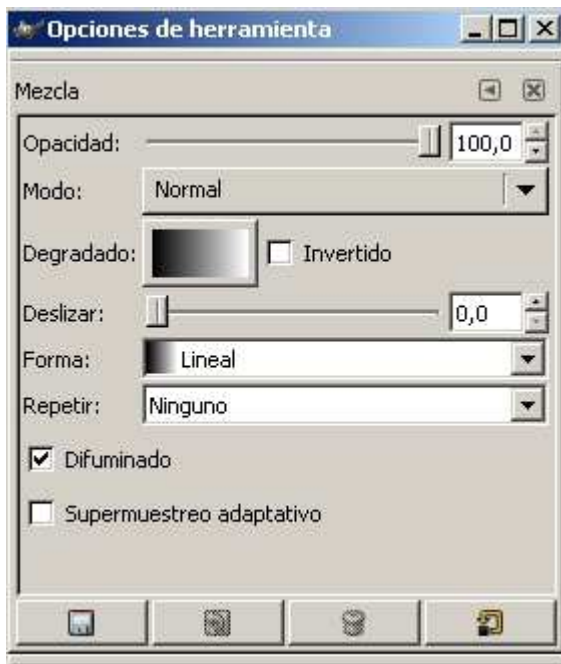 Opciones de herramienta
Mezcla
Opacidad: 100,0
Modo: Normal
Degradado: Invertido
Deslizar: 0,0
Forma: Lineal
Repetir: Ninguno
Difuminado
Supermuestreo adaptativo